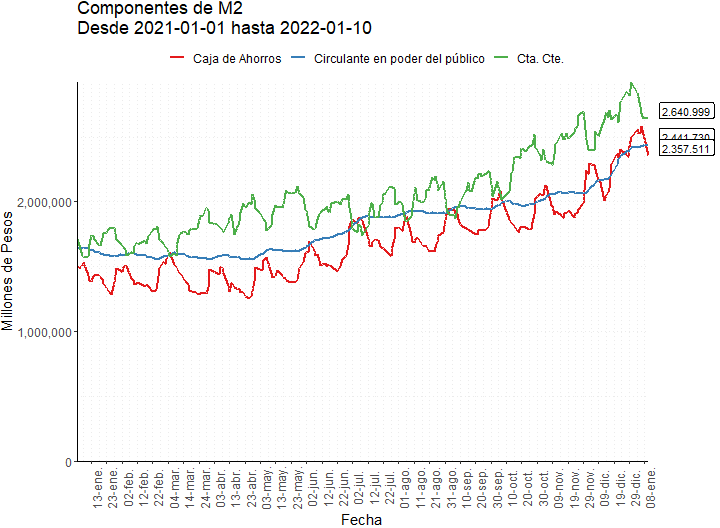 Componentes de M2
Desde 2021-01-01 hasta 2022-01-10
Caja de Ahorros Circulante en poder del público Cta. Cte.
Millones de Pesos
2,000,000
1,000,000
0
2.640.999
2.441.730
2.357.511
13-ene. 23-ene. 02-feb. 12-feb. 22-feb. 04-mar. 14-mar. 24-mar. 03-abr. 13-abr. 23-abr. 03-may. 13-may. 23-may. 02-jun. 12-jun. 22-jun. 02-jul. 12-jul. 22-jul. 01-ago. 11-ago. 21-ago. 31-ago. 10-sep. 20-sep. 30-sep. 10-oct. 20-oct. 30-oct. 09-nov. 19-nov. 29-nov. 09-dic. 19-dic. 29-dic. 08-ene.
Fecha